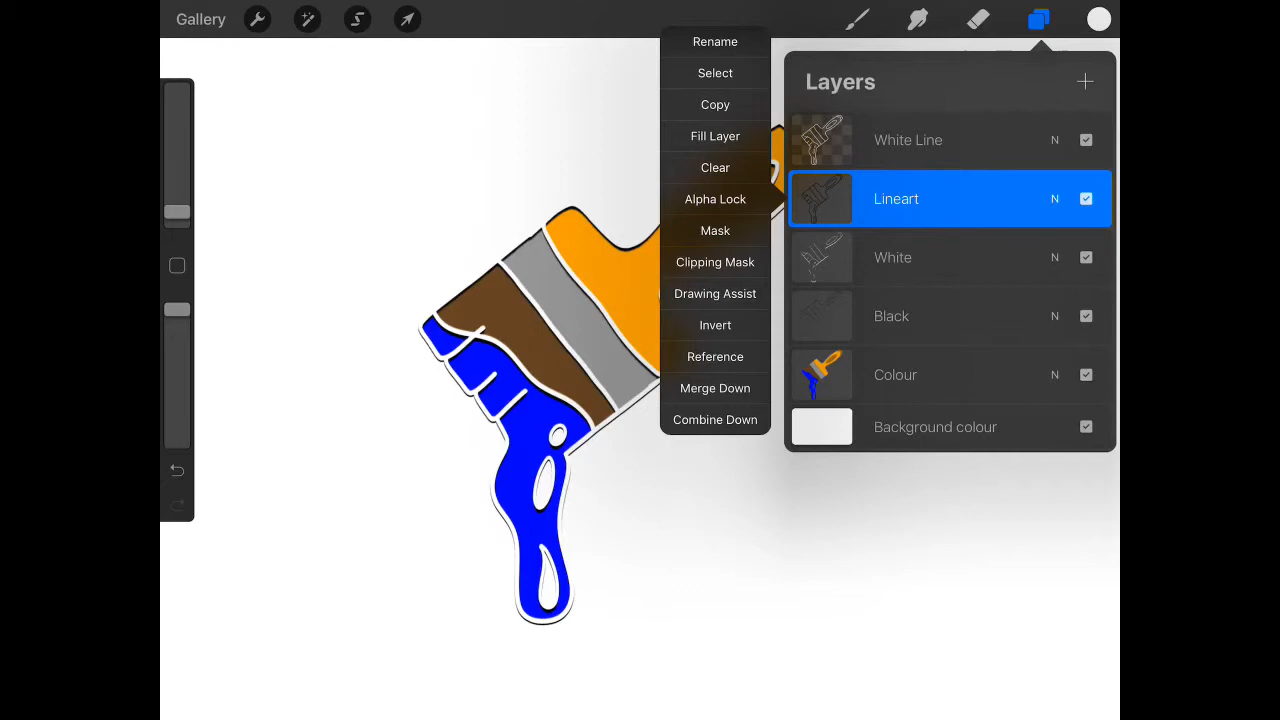 Gallery
Rename
Select
Copy
Fill Layer
Clear
Alpha Lock
Mask
Clipping Mask
Drawing Assist
Invert
Reference
Merge Down
Combine Down
Layers
White Line N
Lineart N
White N
Black N
Colour N
Background colour